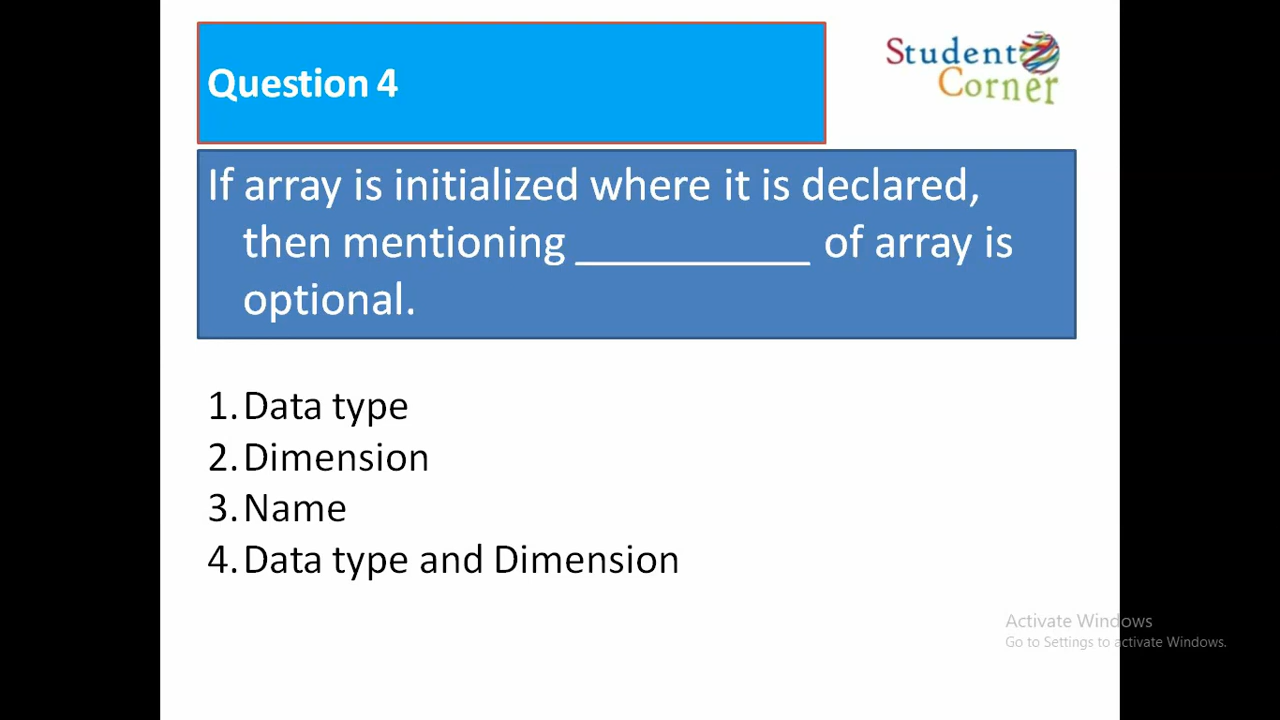 Question 4
Student
Corner
If array is initialized where it is declared,
then mentioning ___________ of array is
optional.
1. Data type
2. Dimension
3. Name
4. Data type and Dimension
Activate Windows
Go to Settings to activate Windows.